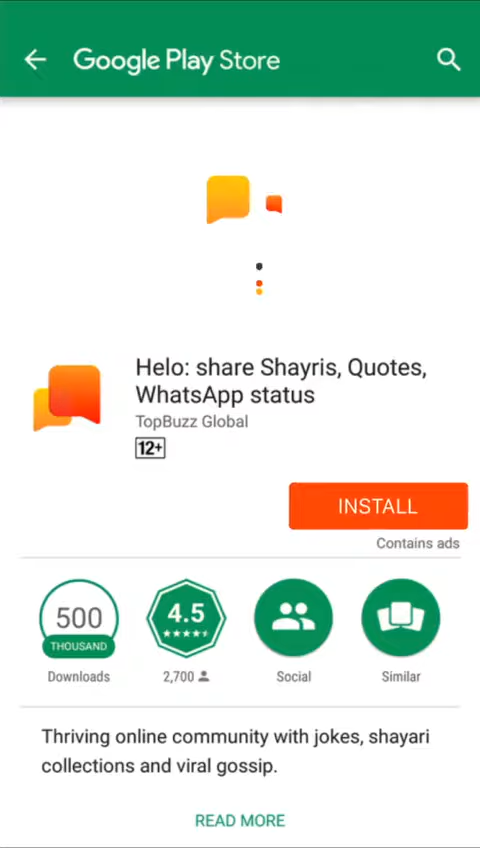 Google Play Store
Helo: share Shayris, Quotes,
WhatsApp status
TopBuzz Global
12+
INSTALL
Contains ads
500
THOUSAND
Downloads
4.5
2,700
Social
Similar
Thriving online community with jokes, shayari
collections and viral gossip.
READ MORE